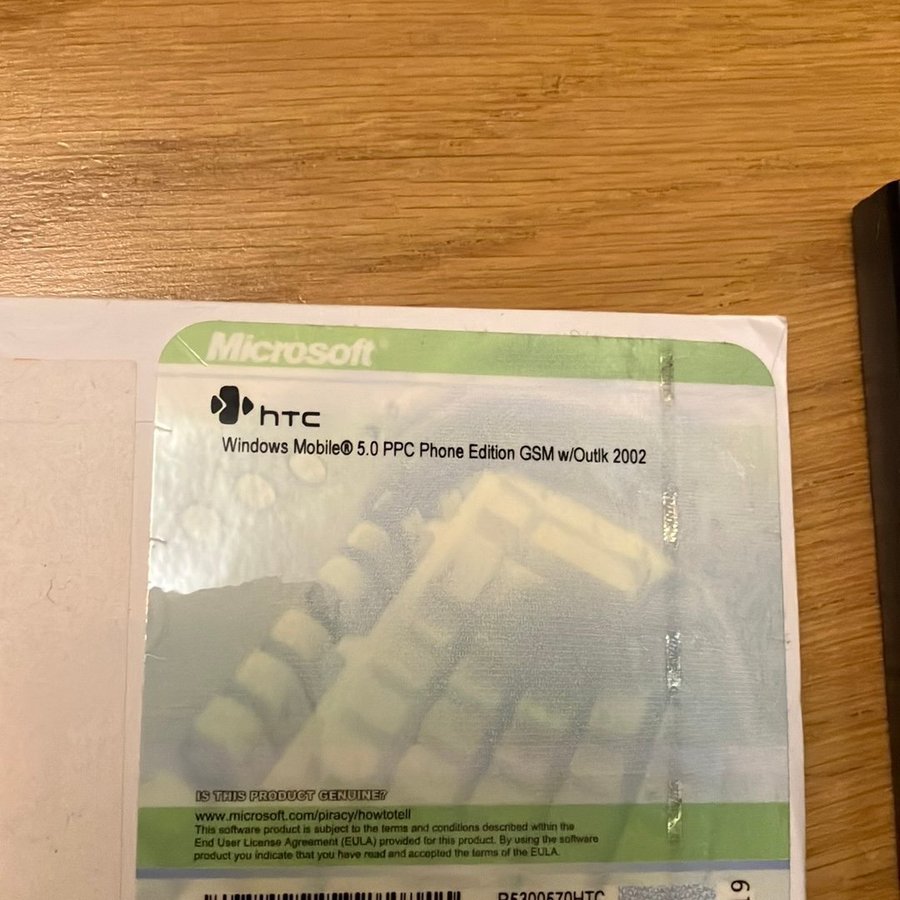 Microsoft®
hTC
Windows Mobile® 5.0 PPC Phone Edition GSM w/Outlk 2002
IS THIS PRODUCT GENUINE?
www.microsoft.com/piracy/howtotell
This software product is subject to the terms and conditions described within the
End User License Agreement (EULA) provided for this product. By using the software
product you indicate that you have read and accepted the terms of the EULA.